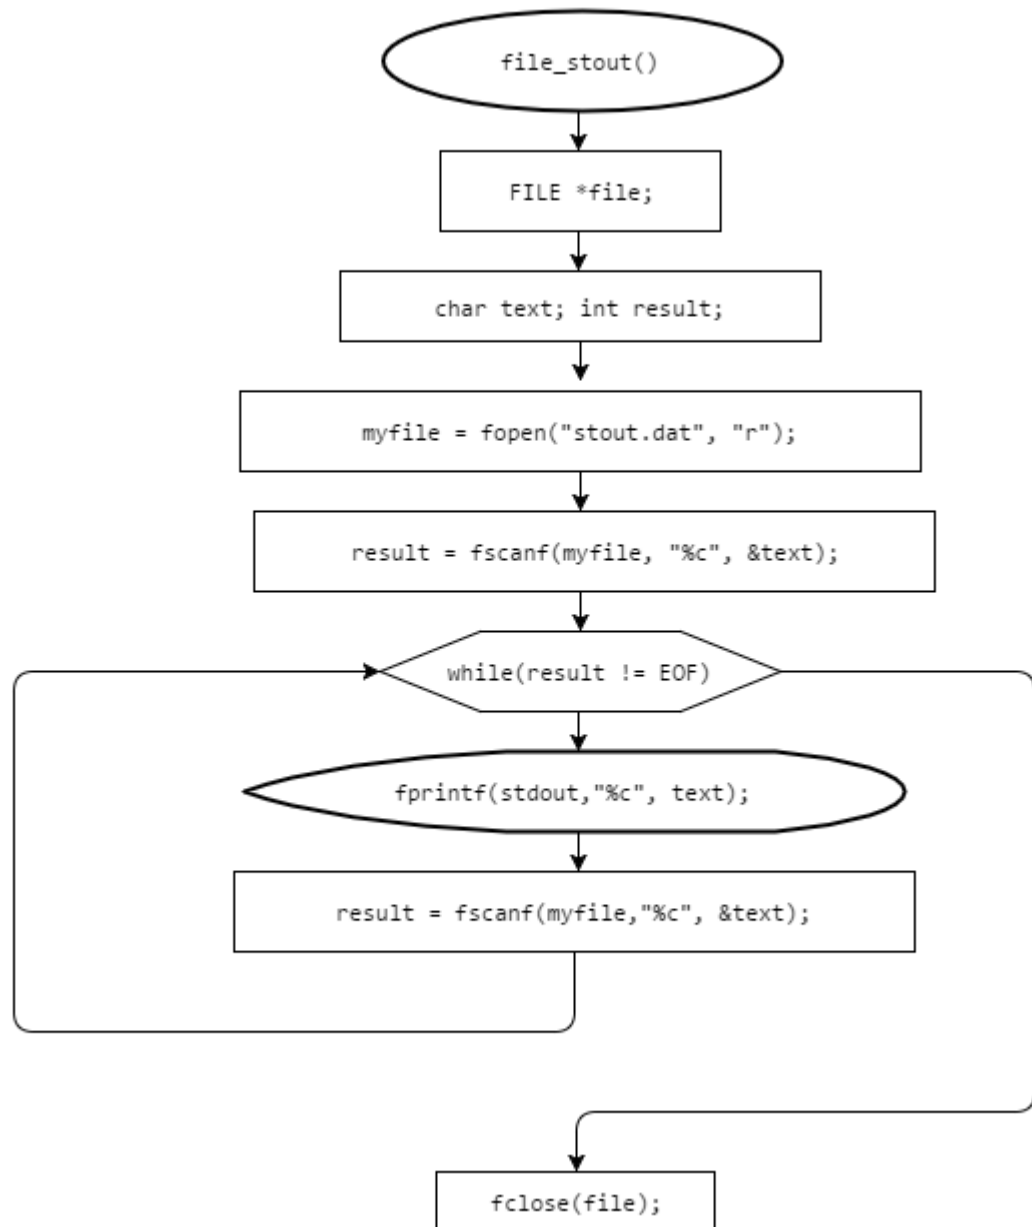 file_stout()
FILE *file;
char text; int result;
myfile = fopen("stout.dat", "r");
result = fscanf(myfile, "%c", &text);
while(result != EOF)
fprintf(stdout,"%c", text);
result = fscanf(myfile,"%c", &text);
fclose(file);